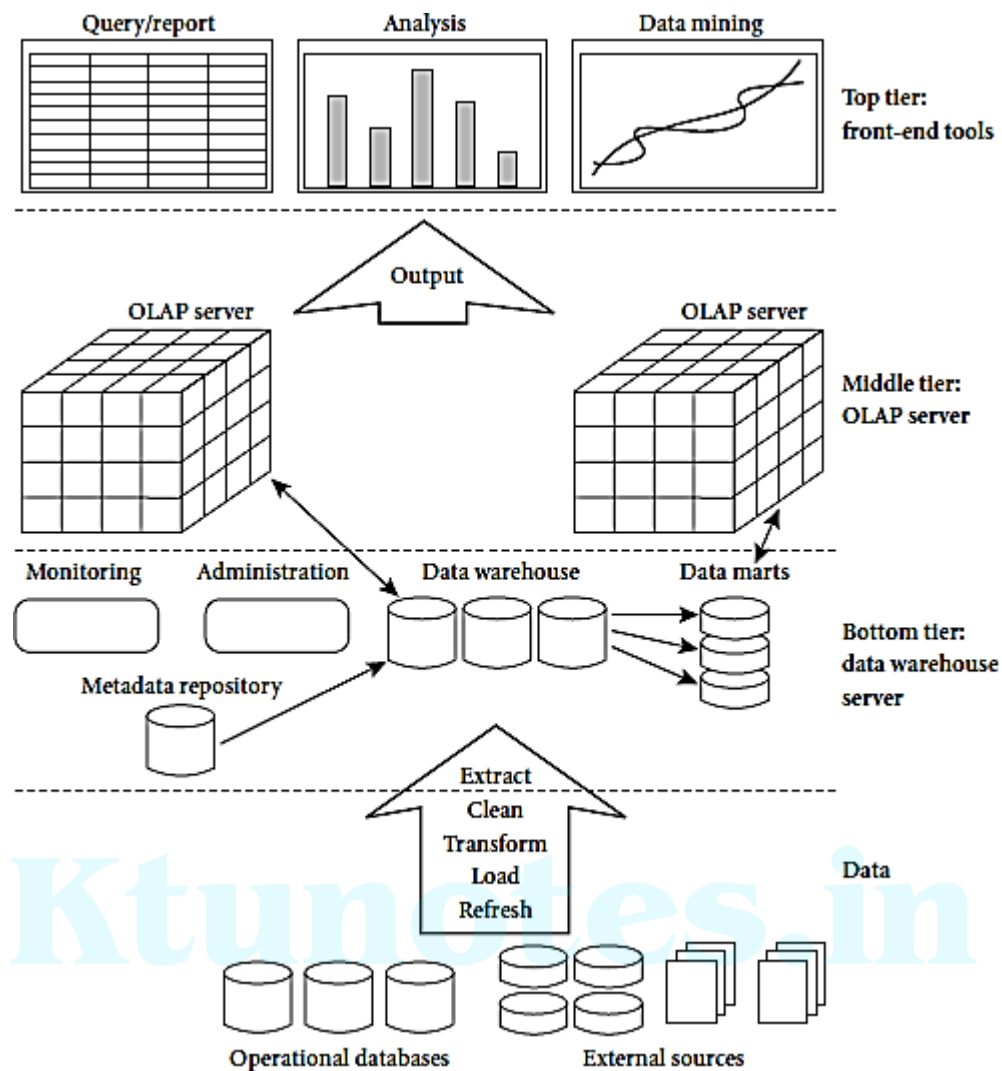 Query/report
Analysis
Data mining
Top tier:
front-end tools
Output
OLAP server
OLAP server
Middle tier:
OLAP server
Monitoring
Administration
Data warehouse
Data marts
Bottom tier:
data warehouse
server
Metadata repository
Extract
Clean
Transform
Load
Refresh
Data
Ktunotes.in
Operational databases
External sources